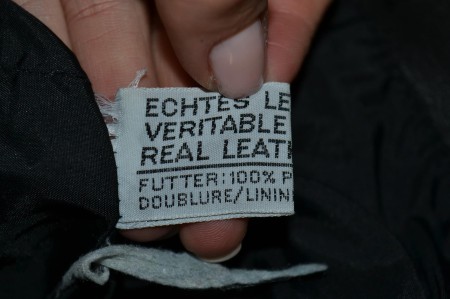 ECHTES LE
VERITABLE
REAL LEATH
FUTTER: 100% P
DOUBLURE/LININ